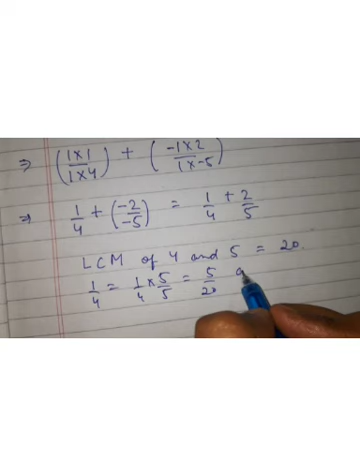 ⇒ (1×1/1×4) + (-1×2/1×-5)
⇒ 1/4 + (-2/-5) = 1/4 + 2/5
LCM of 4 and 5 = 20.
1/4 = 1/4 × 5/5 = 5/20 a